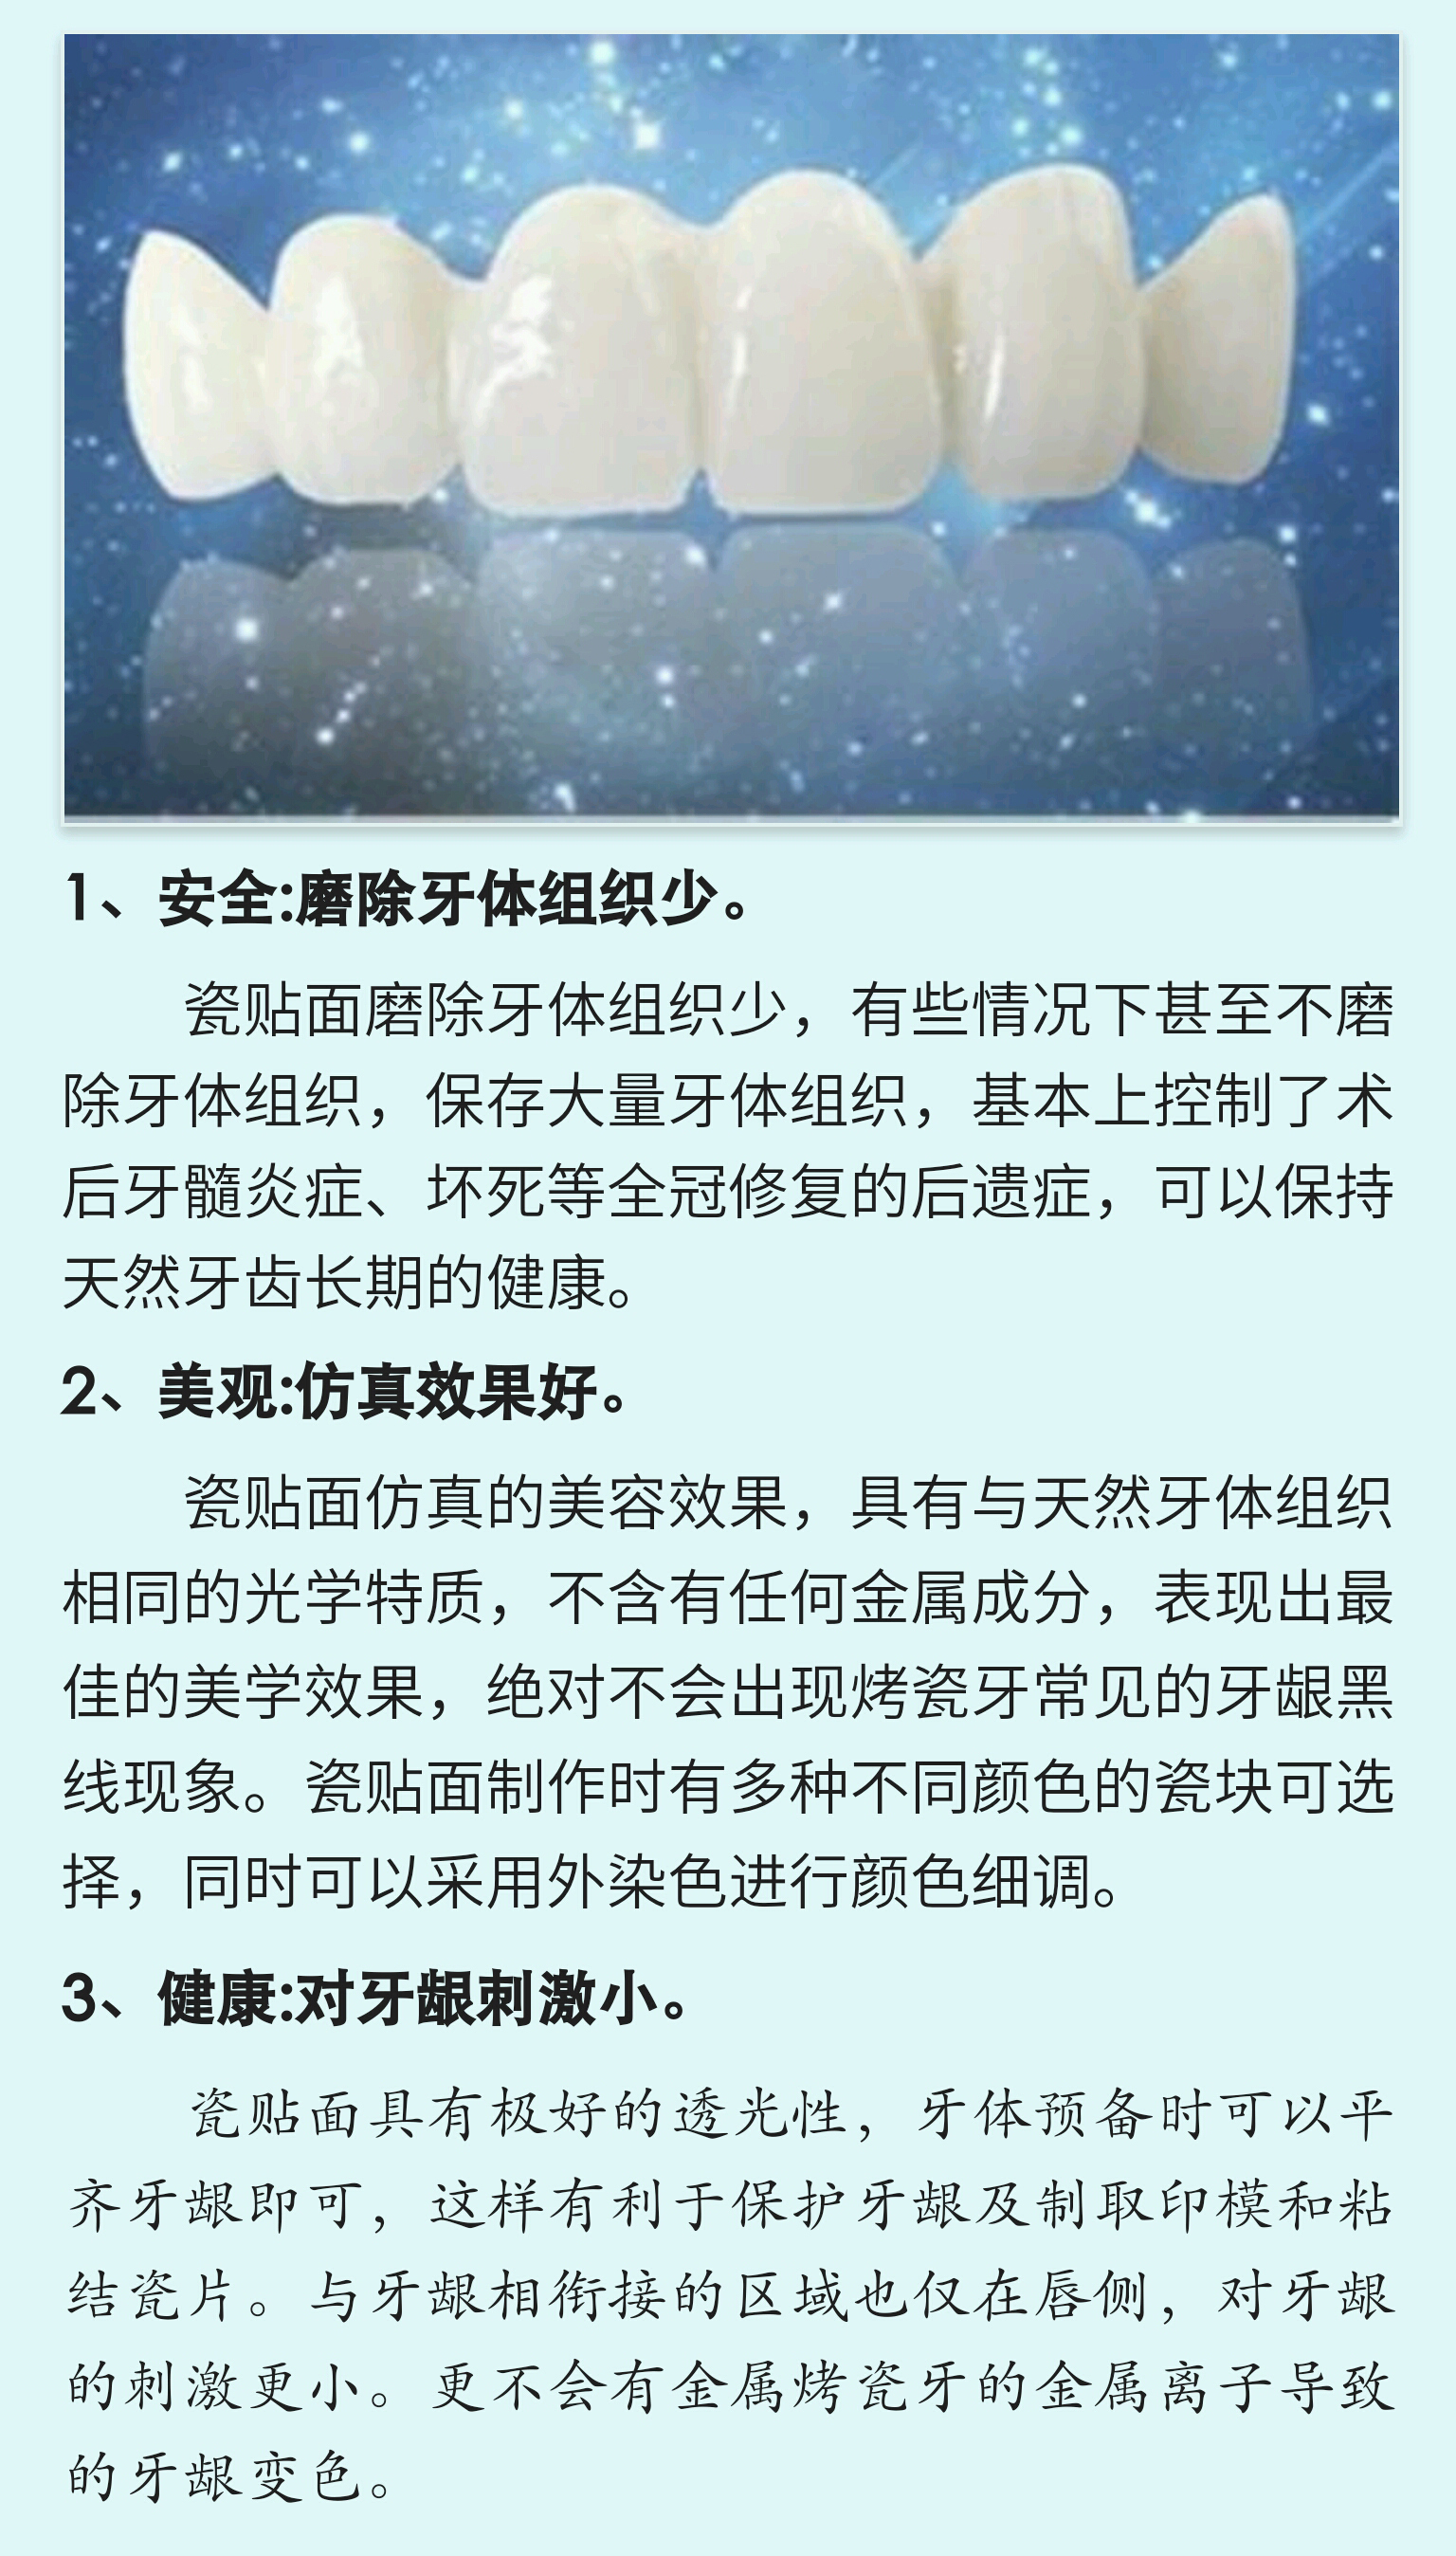 1、安全:磨除牙体组织少。
瓷贴面磨除牙体组织少，有些情况下甚至不磨
除牙体组织，保存大量牙体组织，基本上控制了术
后牙髓炎症、坏死等全冠修复的后遗症，可以保持
天然牙齿长期的健康。
2、美观:仿真效果好。
瓷贴面仿真的美容效果，具有与天然牙体组织
相同的光学特质，不含有任何金属成分，表现出最
佳的美学效果，绝对不会出现烤瓷牙常见的牙龈黑
线现象。瓷贴面制作时有多种不同颜色的瓷块可选
择，同时可以采用外染色进行颜色细调。
3、健康:对牙龈刺激小。
瓷贴面具有极好的透光性，牙体预备时可以平
齐牙龈即可，这样有利于保护牙龈及制取印模和粘
结瓷片。与牙龈相衔接的区域也仅在唇侧，对牙龈
的刺激更小。更不会有金属烤瓷牙的金属离子导致
的牙龈变色。